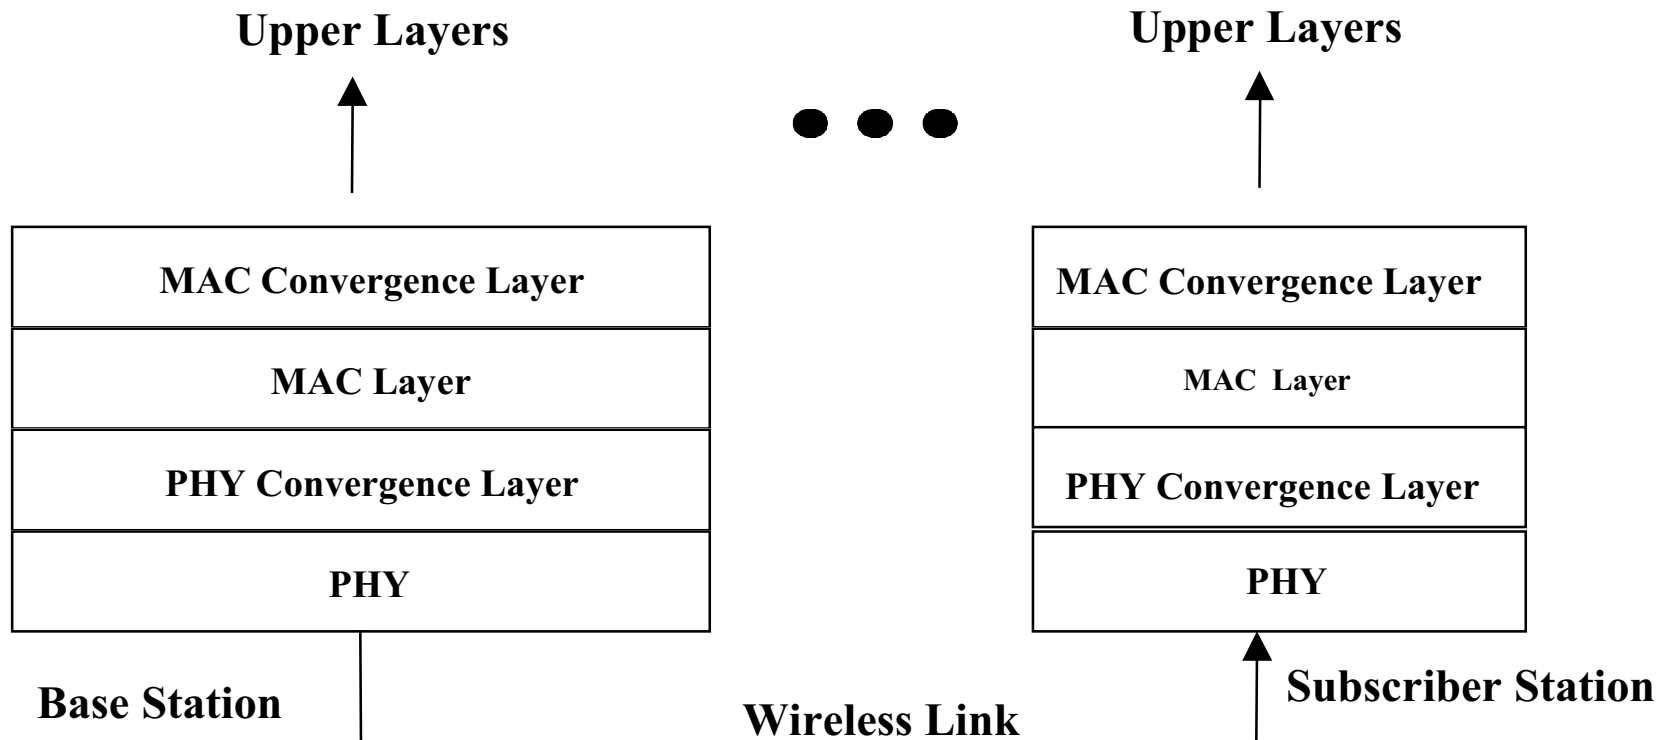 Upper Layers
Upper Layers
MAC Convergence Layer
MAC Convergence Layer
MAC Layer
MAC Layer
PHY Convergence Layer
PHY Convergence Layer
PHY
PHY
Base Station
Wireless Link
Subscriber Station